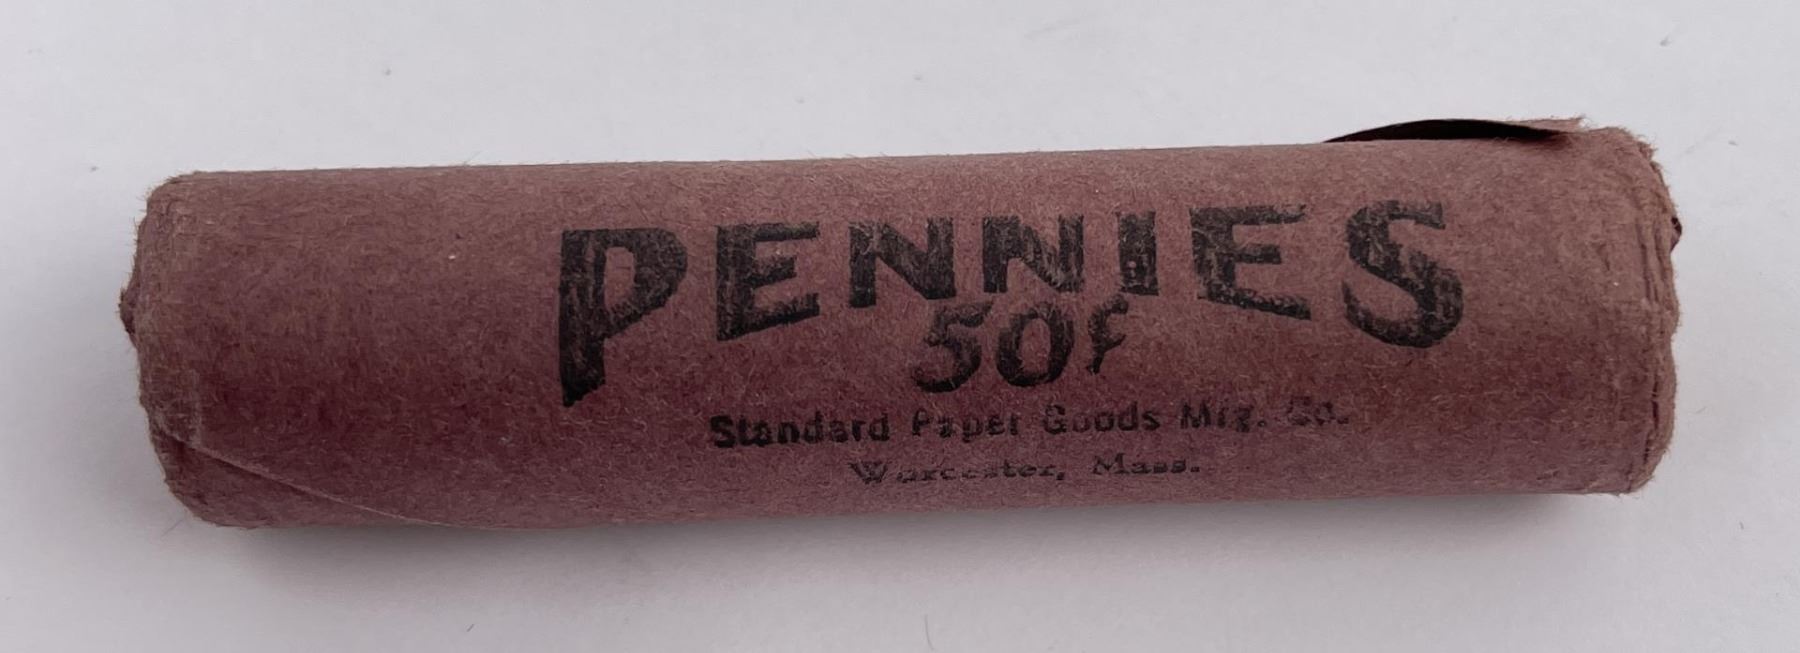 PENNIES
50¢
Standard Paper Goods Mfg. Co.
Worcester, Mass.